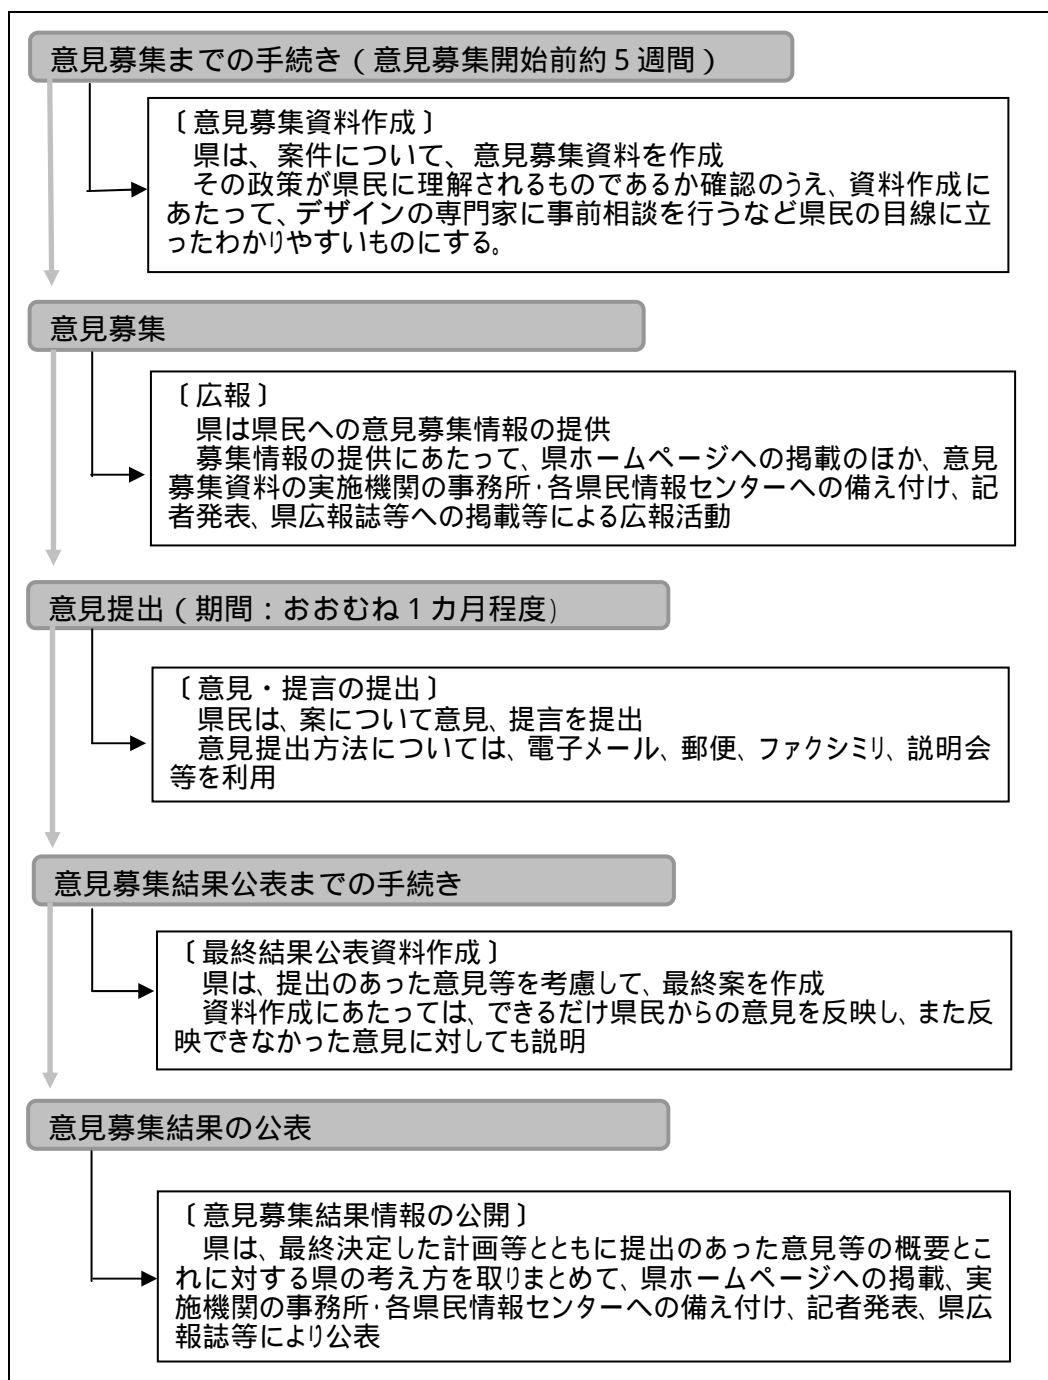 意見募集までの手続き(意見募集開始前約5週間)
〔意見募集資料作成〕
県は、案件について、意見募集資料を作成
その政策が県民に理解されるものであるか確認のうえ、資料作成に
あたって、デザインの専門家に事前相談を行うなど県民の目線に立
ったわかりやすいものにする。
意見募集
〔広報〕
県は県民への意見募集情報の提供
募集情報の提供にあたって、県ホームページへの掲載のほか、意見
募集資料の実施機関の事務所・各県民情報センターへの備え付け、記
者発表、県広報誌等への掲載等による広報活動
意見提出(期間:おおむね1カ月程度)
〔意見・提言の提出〕
県民は、案について意見、提言を提出
意見提出方法については、電子メール、郵便、ファクシミリ、説明会
等を利用
意見募集結果公表までの手続き
〔最終結果公表資料作成〕
県は、提出のあった意見等を考慮して、最終案を作成
資料作成にあたっては、できるだけ県民からの意見を反映し、また反
映できなかった意見に対しても説明
意見募集結果の公表
〔意見募集結果情報の公開〕
県は、最終決定した計画等とともに提出のあった意見等の概要とこ
れに対する県の考え方を取りまとめて、県ホームページへの掲載、実
施機関の事務所・各県民情報センターへの備え付け、記者発表、県広
報誌等により公表